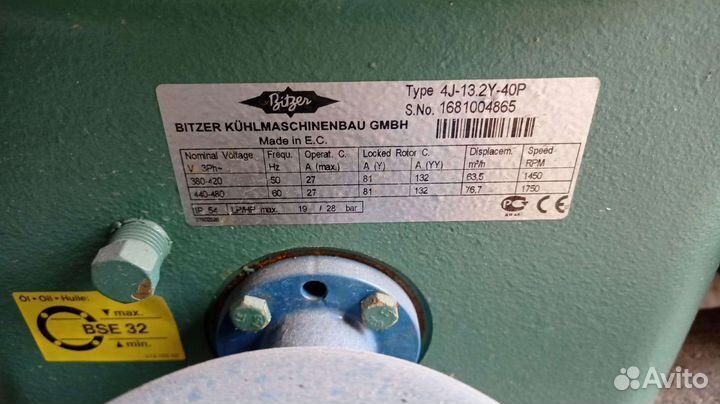 Bitzer
Type 4J-13.2Y-40P
S.No. 1681004865
BITZER KÜHLMASCHINENBAU GMBH
Made in E.C.
Nominal Voltage Frequ. Operat. C. Locked Rotor C. Displacem. Speed
V 3Ph~ Hz A (max.) A (Y) A (YY) m³/h RPM
380-420 50 27 81 132 63,5 1450
440-480 60 27 81 132 76,7 1750
IP 54 LP/HP max. 19 / 28 bar
CE
Öl - Oil - Huile:
▼ max.
BSE 32
▲ min.
Avito